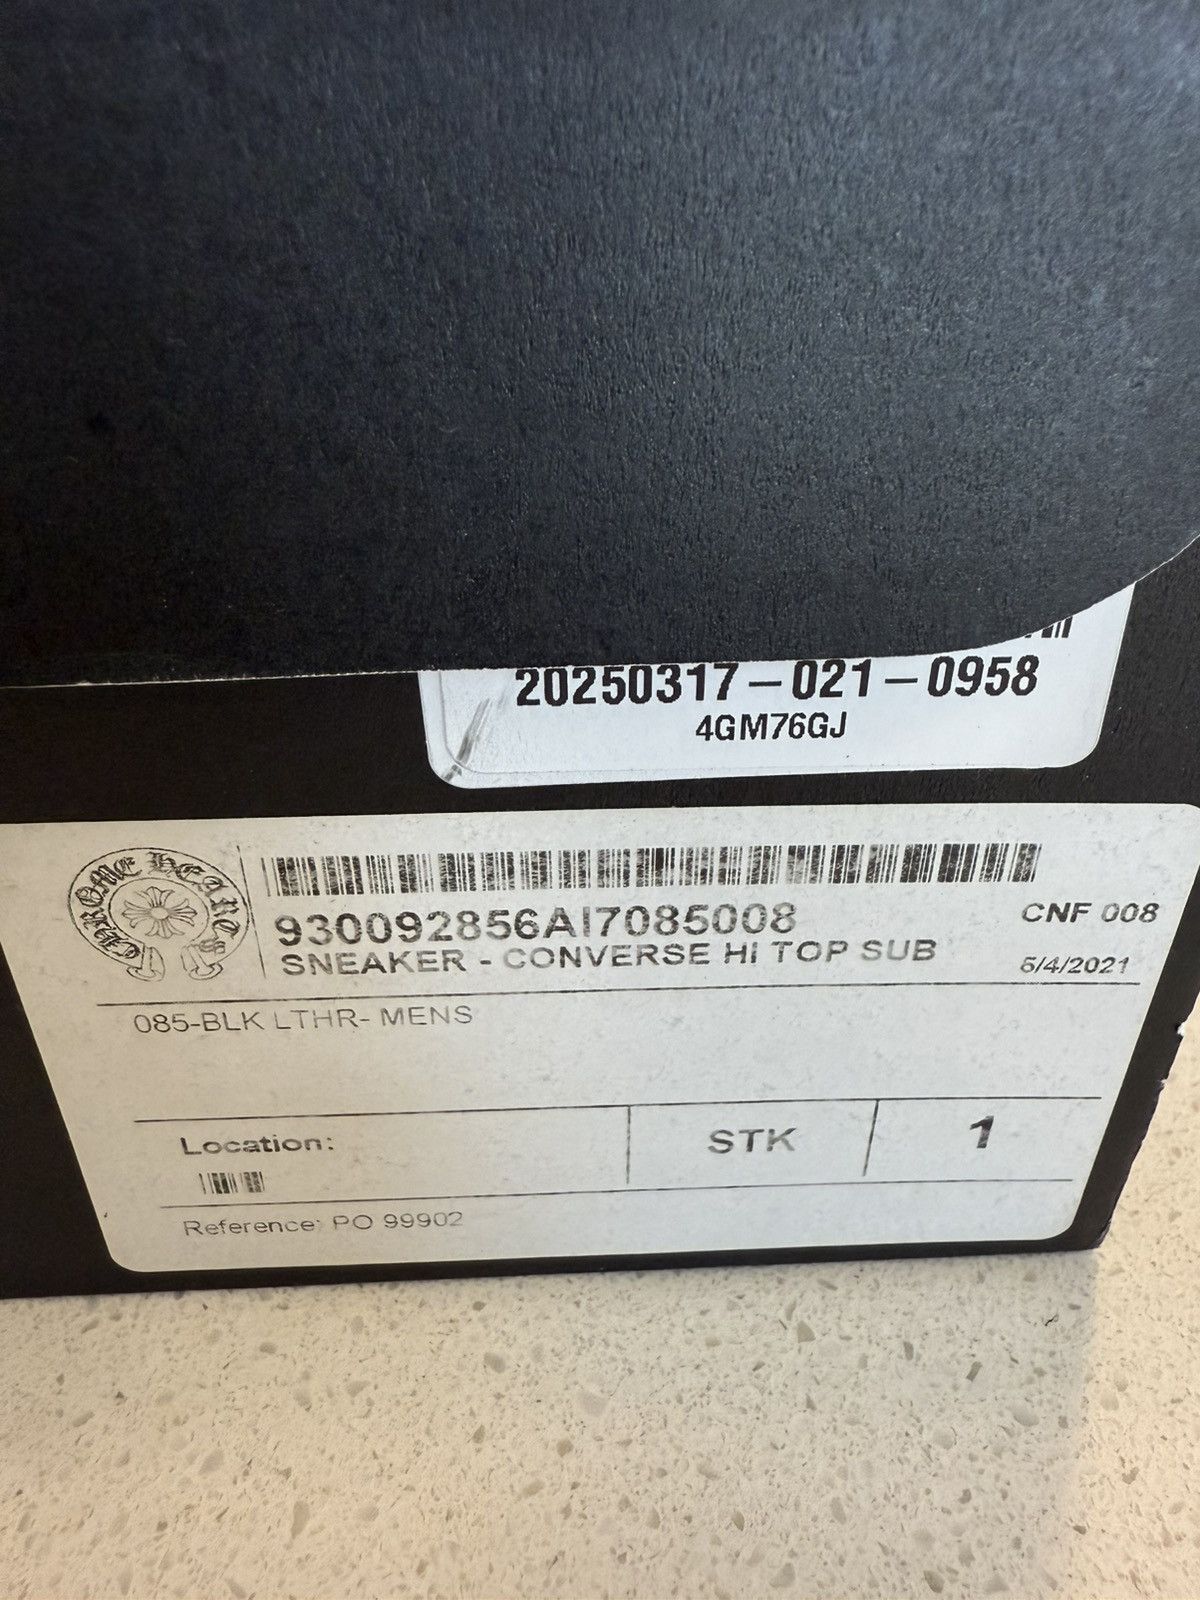 20250317-021-0958
4GM76GJ
CHROME HEARTS
930092856AI7085008
CNF 008
SNEAKER - CONVERSE HI TOP SUB
5/4/2021
085-BLK LTHR- MENS
Location:
STK
1
Reference: PO 99902